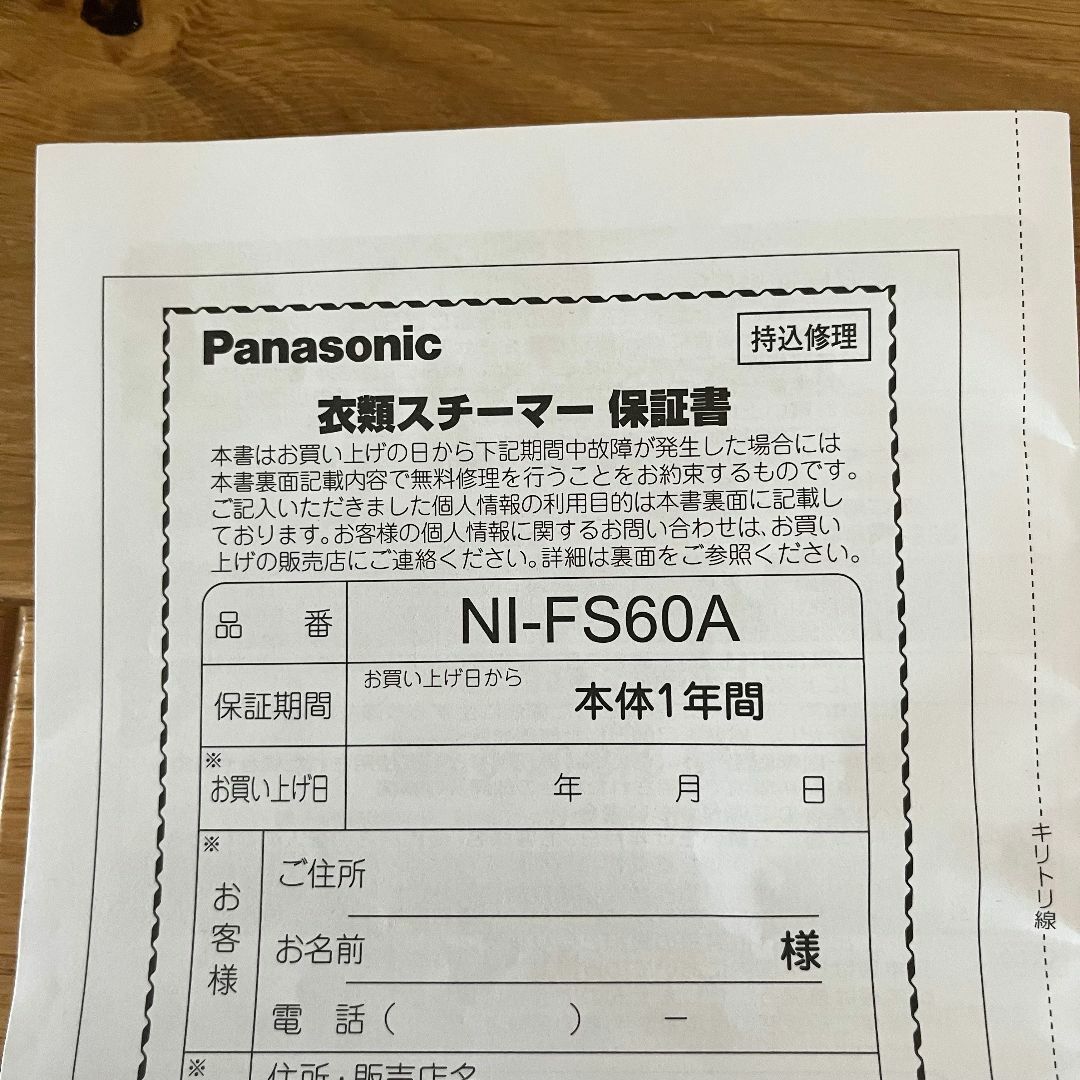 Panasonic
持込修理
衣類スチーマー 保証書
本書はお買い上げの日から下記期間中故障が発生した場合には
本書裏面記載内容で無料修理を行うことをお約束するものです。
ご記入いただきました個人情報の利用目的は本書裏面に記載し
ております。お客様の個人情報に関するお問い合わせは、お買い
上げの販売店にご連絡ください。詳細は裏面をご参照ください。
品 番 NI-FS60A
保証期間 お買い上げ日から 本体1年間
※お買い上げ日 年 月 日
※お客様
ご住所
お名前 様
電 話 ( ) ー
※
住所・販売店名
キリトリ線